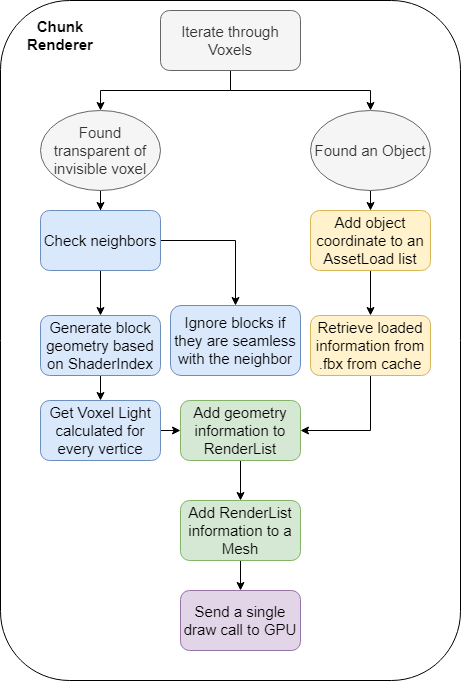 Chunk
Renderer
Iterate through
Voxels
Found
transparent of
invisible voxel
Found an Object
Check neighbors
Add object
coordinate to an
AssetLoad list
Generate block
geometry based
on ShaderIndex
Ignore blocks if
they are seamless
with the neighbor
Retrieve loaded
information from
.fbx from cache
Get Voxel Light
calculated for
every vertice
Add geometry
information to
RenderList
Add RenderList
information to a
Mesh
Send a single
draw call to GPU